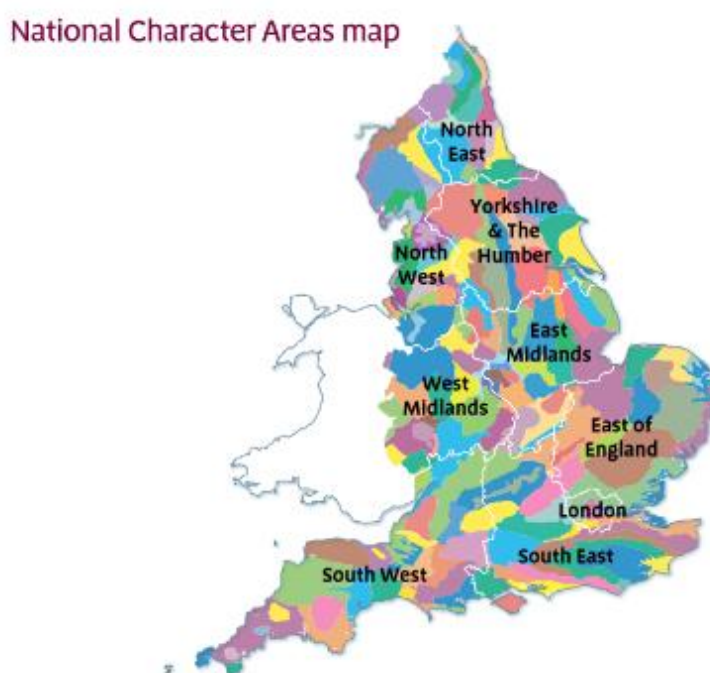 National Character Areas map
North
East
Yorkshire
& The
Humber
North
West
East
Midlands
West
Midlands
East of
England
London
South East
South West